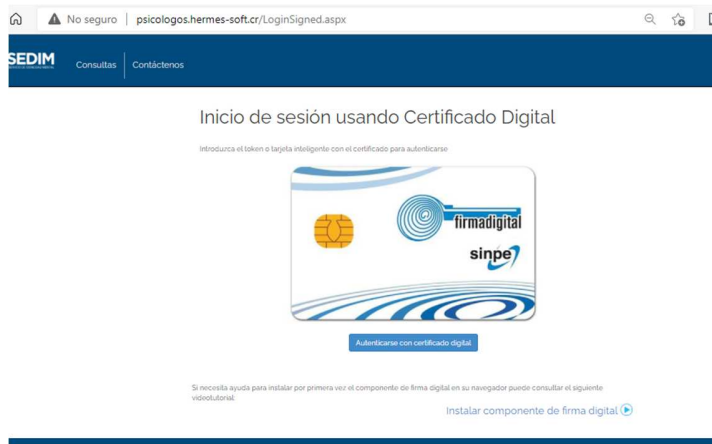 No seguro | psicologos.hermes-soft.cr/LoginSigned.aspx
SEDIM
Consultas
Contáctenos
Inicio de sesión usando Certificado Digital
Introduzca el token o tarjeta inteligente con el certificado para autenticarse
firmadigital
sinpe
Autenticarse con certificado digital
Si necesita ayuda para instalar por primera vez el componente de firma digital en su navegador puede consultar el siguiente
videotutorial
Instalar componente de firma digital